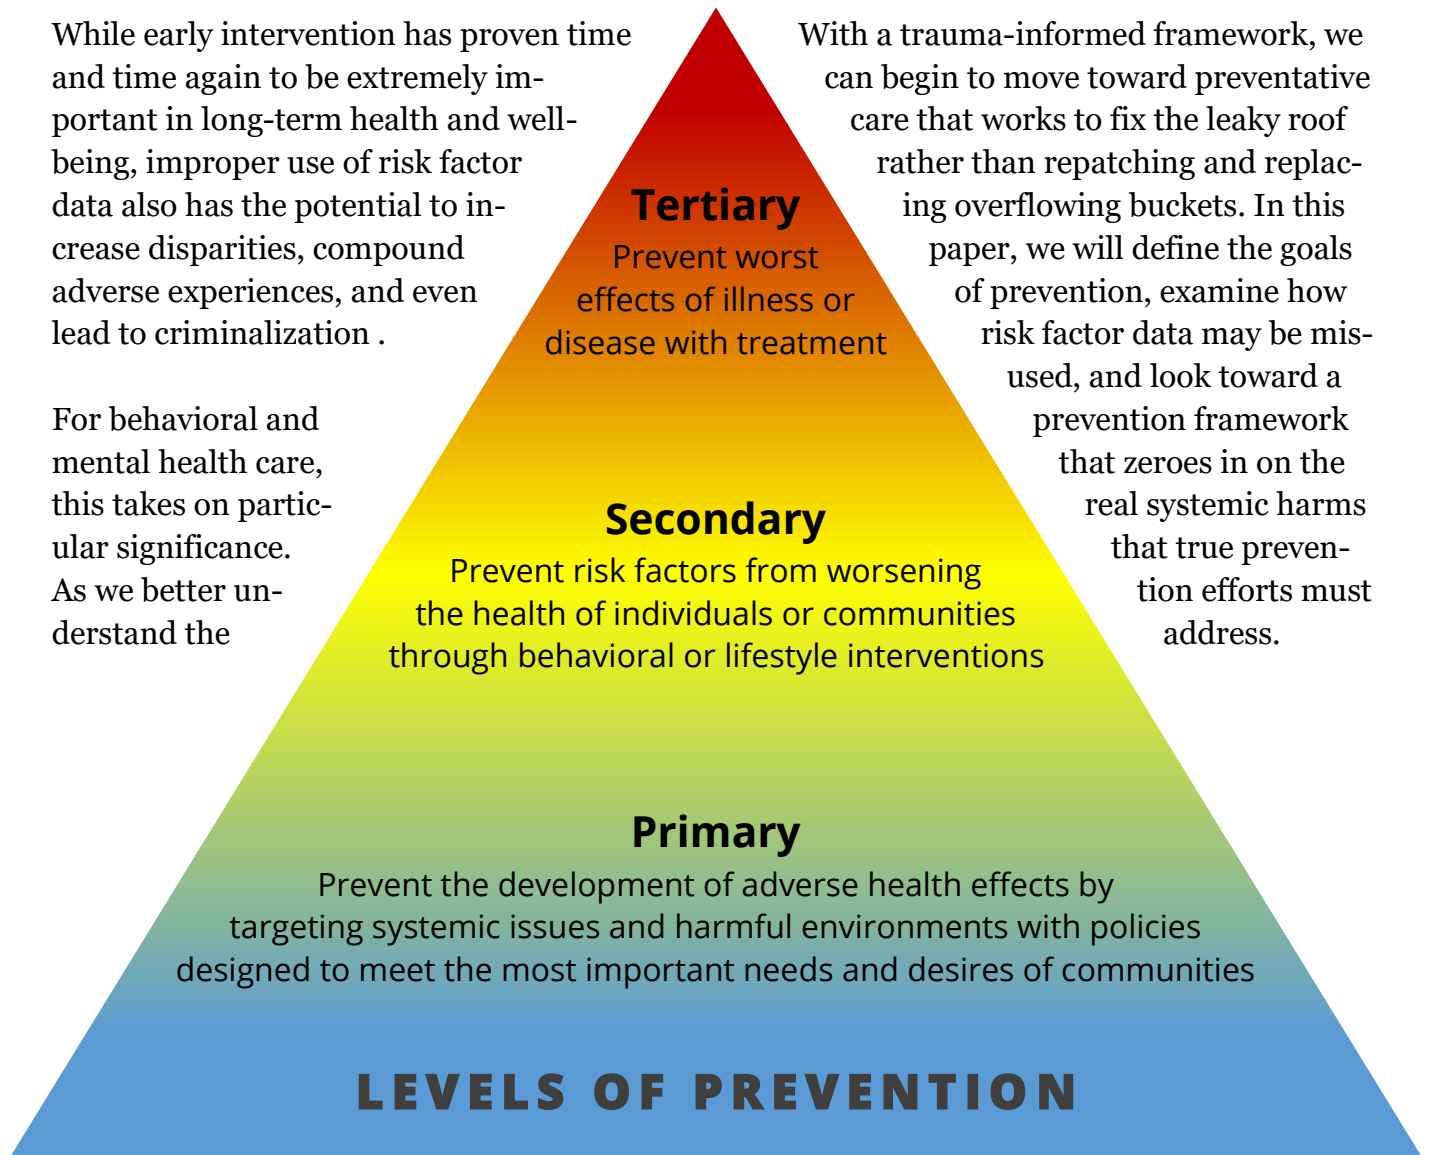 While early intervention has proven time
and time again to be extremely im-
portant in long-term health and well-
being, improper use of risk factor
data also has the potential to in-
crease disparities, compound
adverse experiences, and even
lead to criminalization .
For behavioral and
mental health care,
this takes on partic-
ular significance.
As we better un-
derstand the
With a trauma-informed framework, we
can begin to move toward preventative
care that works to fix the leaky roof
rather than repatching and replac-
ing overflowing buckets. In this
paper, we will define the goals
of prevention, examine how
risk factor data may be mis-
used, and look toward a
prevention framework
that zeroes in on the
real systemic harms
that true preven-
tion efforts must
address.
Tertiary
Prevent worst
effects of illness or
disease with treatment
Secondary
Prevent risk factors from worsening
the health of individuals or communities
through behavioral or lifestyle interventions
Primary
Prevent the development of adverse health effects by
targeting systemic issues and harmful environments with policies
designed to meet the most important needs and desires of communities
LEVELS OF PREVENTION